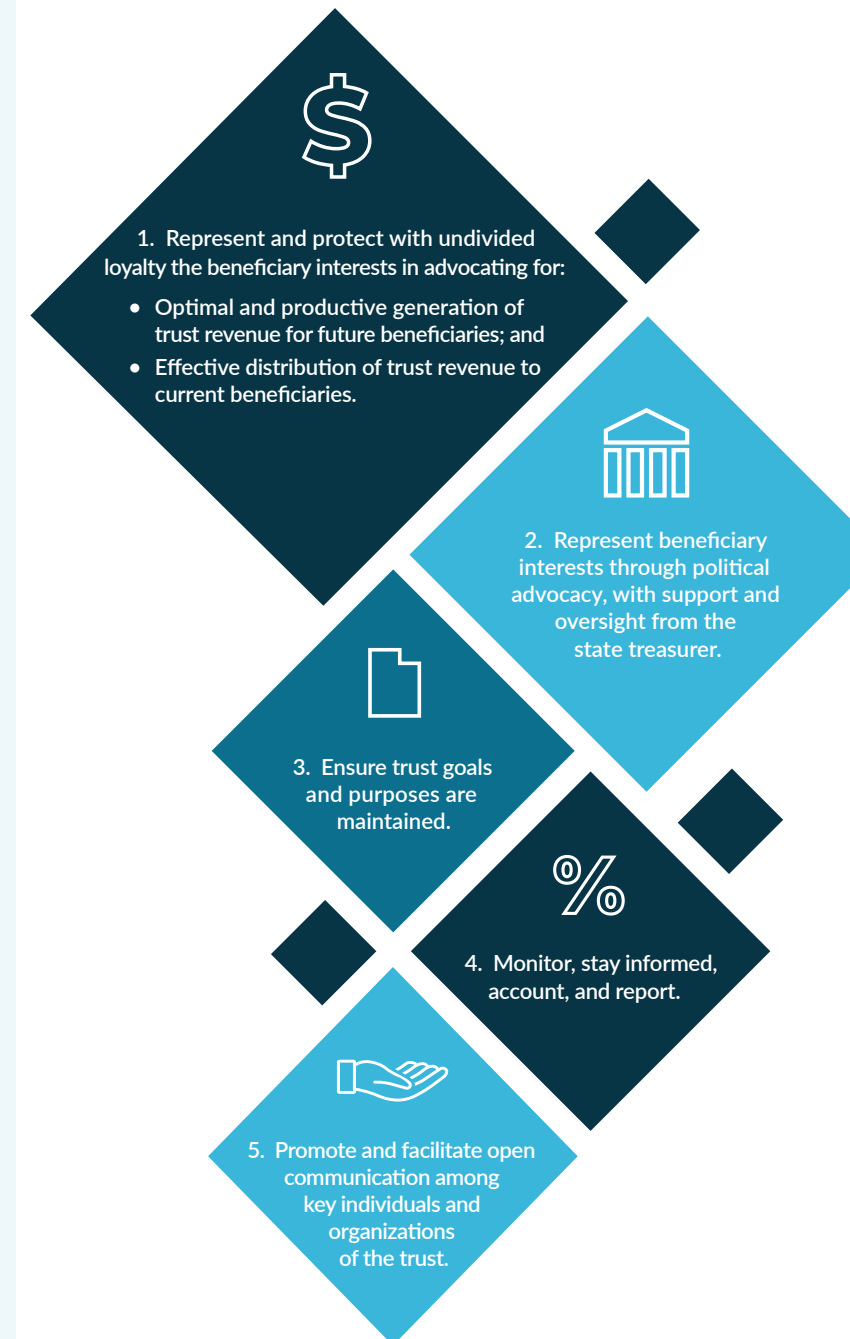 $
1. Represent and protect with undivided
loyalty the beneficiary interests in advocating for:
• Optimal and productive generation of
trust revenue for future beneficiaries; and
• Effective distribution of trust revenue to
current beneficiaries.
2. Represent beneficiary
interests through political
advocacy, with support and
oversight from the
state treasurer.
3. Ensure trust goals
and purposes are
maintained.
%
4. Monitor, stay informed,
account, and report.
5. Promote and facilitate open
communication among
key individuals and
organizations
of the trust.